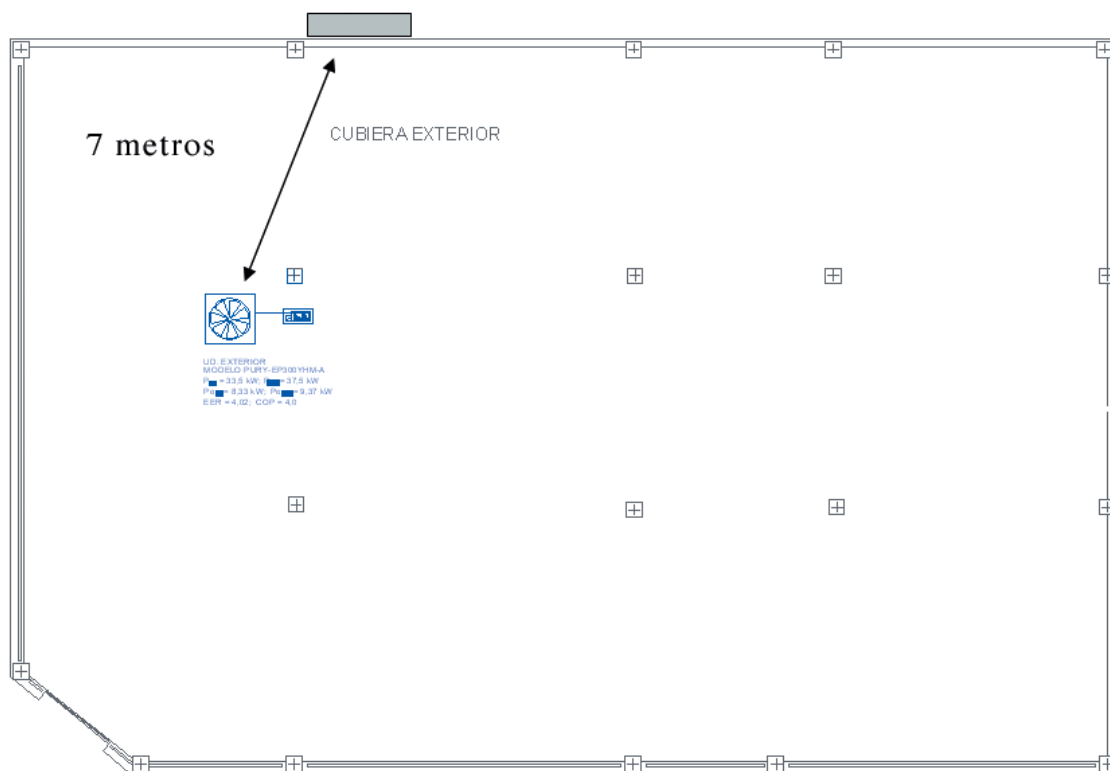 7 metros
CUBIERA EXTERIOR
UD. EXTERIOR
MODELO PURY-EP300YHM-A
= 33,5 kW; = 37,5 kW
= 8,33 kW; = 9,37 kW
EER = 4,02; COP = 4,0